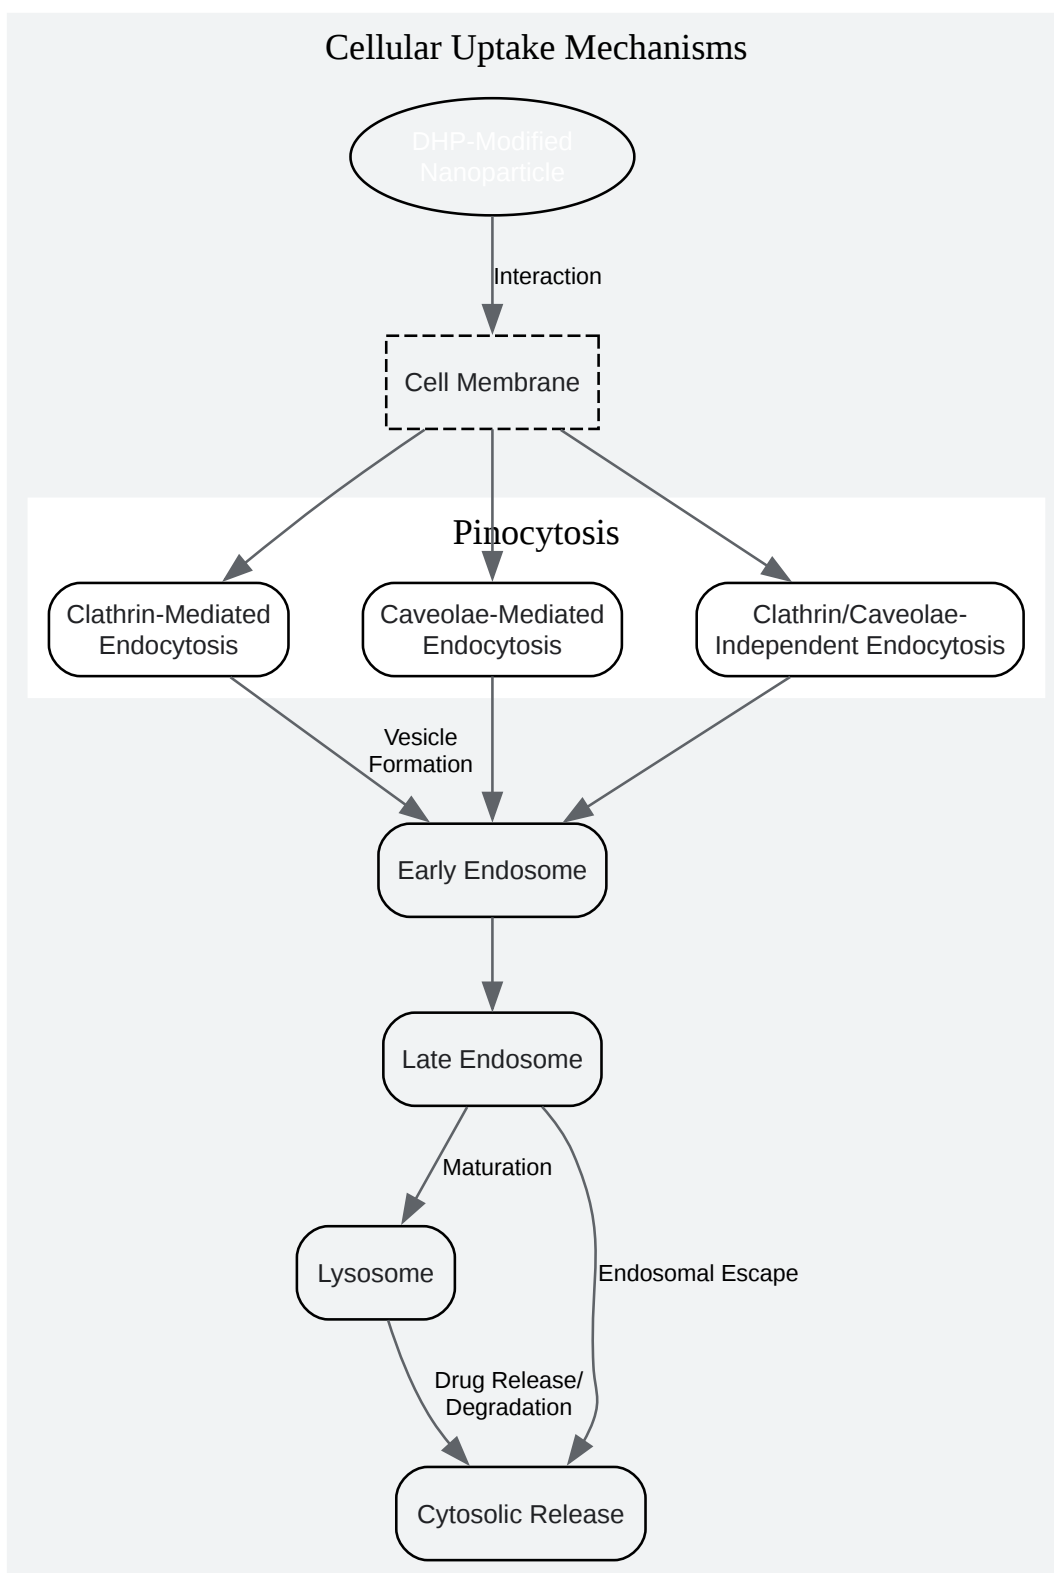 Cellular Uptake Mechanisms
DHP-Modified
Nanoparticle
Interaction
Cell Membrane
Pinocytosis
Clathrin-Mediated
Endocytosis
Caveolae-Mediated
Endocytosis
Clathrin/Caveolae-
Independent Endocytosis
Vesicle
Formation
Early Endosome
Late Endosome
Maturation
Lysosome
Endosomal Escape
Drug Release/
Degradation
Cytosolic Release